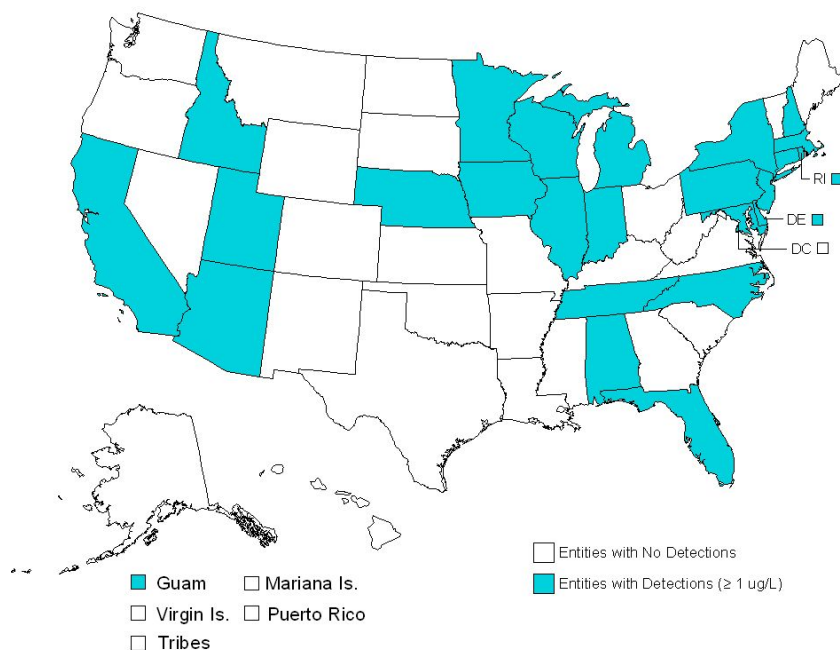 RI
DE
DC
Entities with No Detections
Entities with Detections (≥ 1 ug/L)
Guam
Mariana Is.
Virgin Is.
Puerto Rico
Tribes